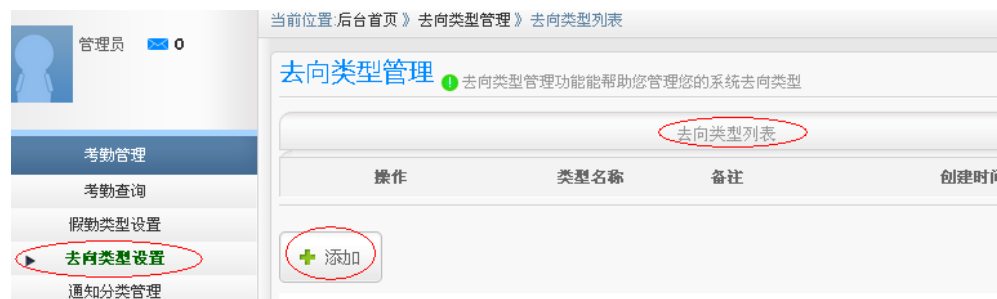 当前位置:后台首页 》 去向类型管理 》 去向类型列表
管理员 0
去向类型管理 去向类型管理功能能帮助您管理您的系统去向类型
去向类型列表
考勤管理
操作 类型名称 备注 创建时间
考勤查询
假勤类型设置
去向类型设置
添加
通知分类管理